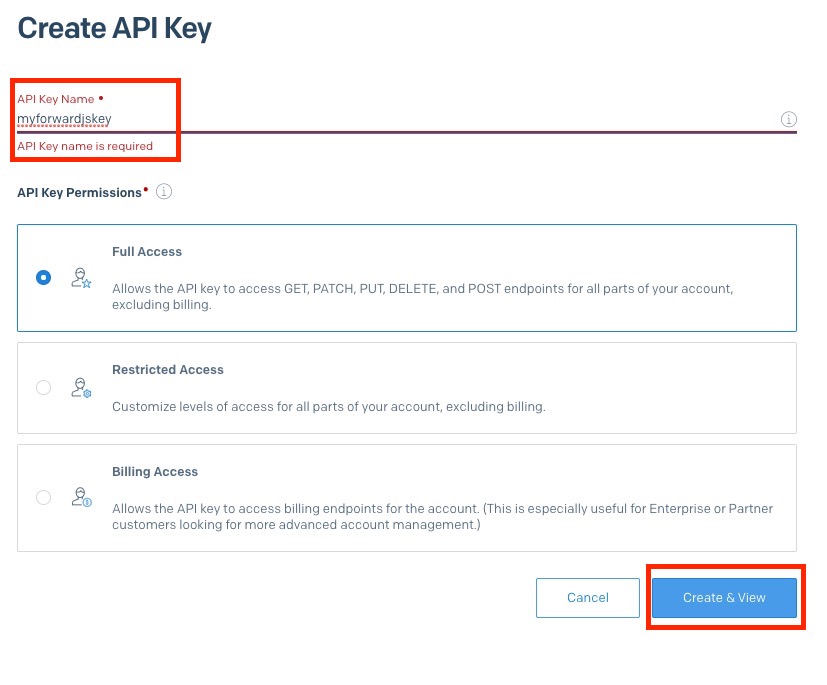 Create API Key
API Key Name •
myforwardjskey
API Key name is required
API Key Permissions•
Full Access
Allows the API key to access GET, PATCH, PUT, DELETE, and POST endpoints for all parts of your account,
excluding billing.
Restricted Access
Customize levels of access for all parts of your account, excluding billing.
Billing Access
Allows the API key to access billing endpoints for the account. (This is especially useful for Enterprise or Partner
customers looking for more advanced account management.)
Cancel
Create & View